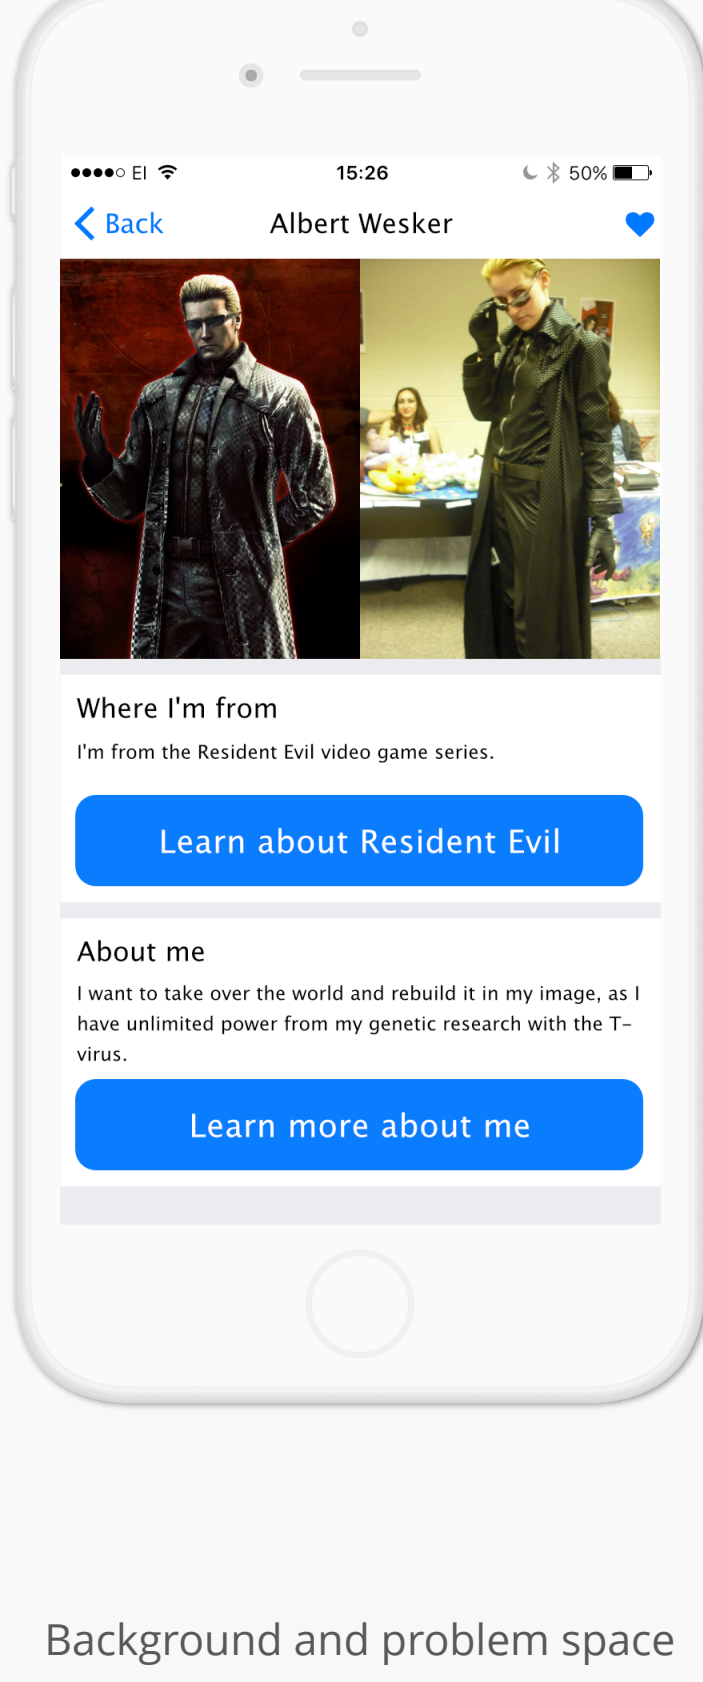 EI
15:26
50%
Back
Albert Wesker
Where I'm from
I'm from the Resident Evil video game series.
Learn about Resident Evil
About me
I want to take over the world and rebuild it in my image, as I
have unlimited power from my genetic research with the T-
virus.
Learn more about me
Background and problem space